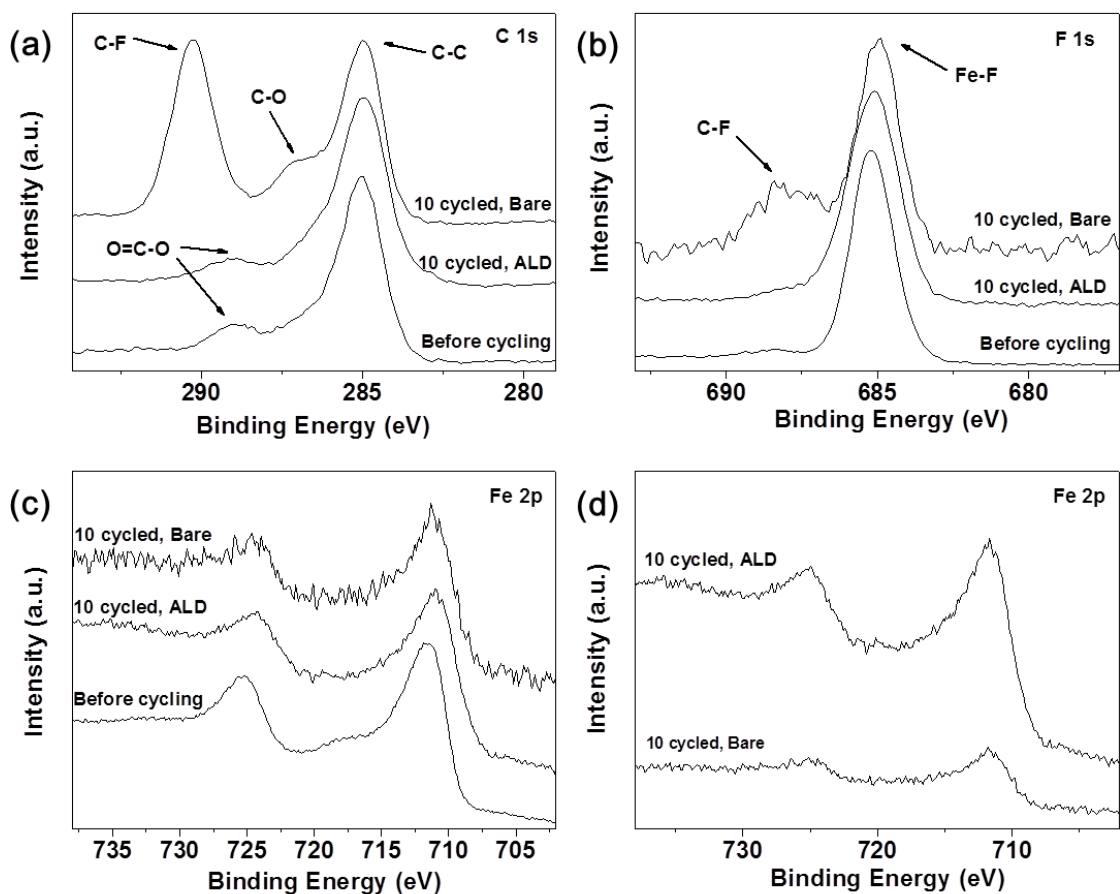 (a)
C 1s
C-F
C-C
C-O
10 cycled, Bare
O=C-O
10 cycled, ALD
Before cycling
Intensity (a.u.)
290 285 280
Binding Energy (eV)
(b)
F 1s
Fe-F
C-F
10 cycled, Bare
10 cycled, ALD
Before cycling
Intensity (a.u.)
690 685 680
Binding Energy (eV)
(c)
Fe 2p
10 cycled, Bare
10 cycled, ALD
Before cycling
Intensity (a.u.)
735 730 725 720 715 710 705
Binding Energy (eV)
(d)
Fe 2p
10 cycled, ALD
10 cycled, Bare
Intensity (a.u.)
730 720 710
Binding Energy (eV)